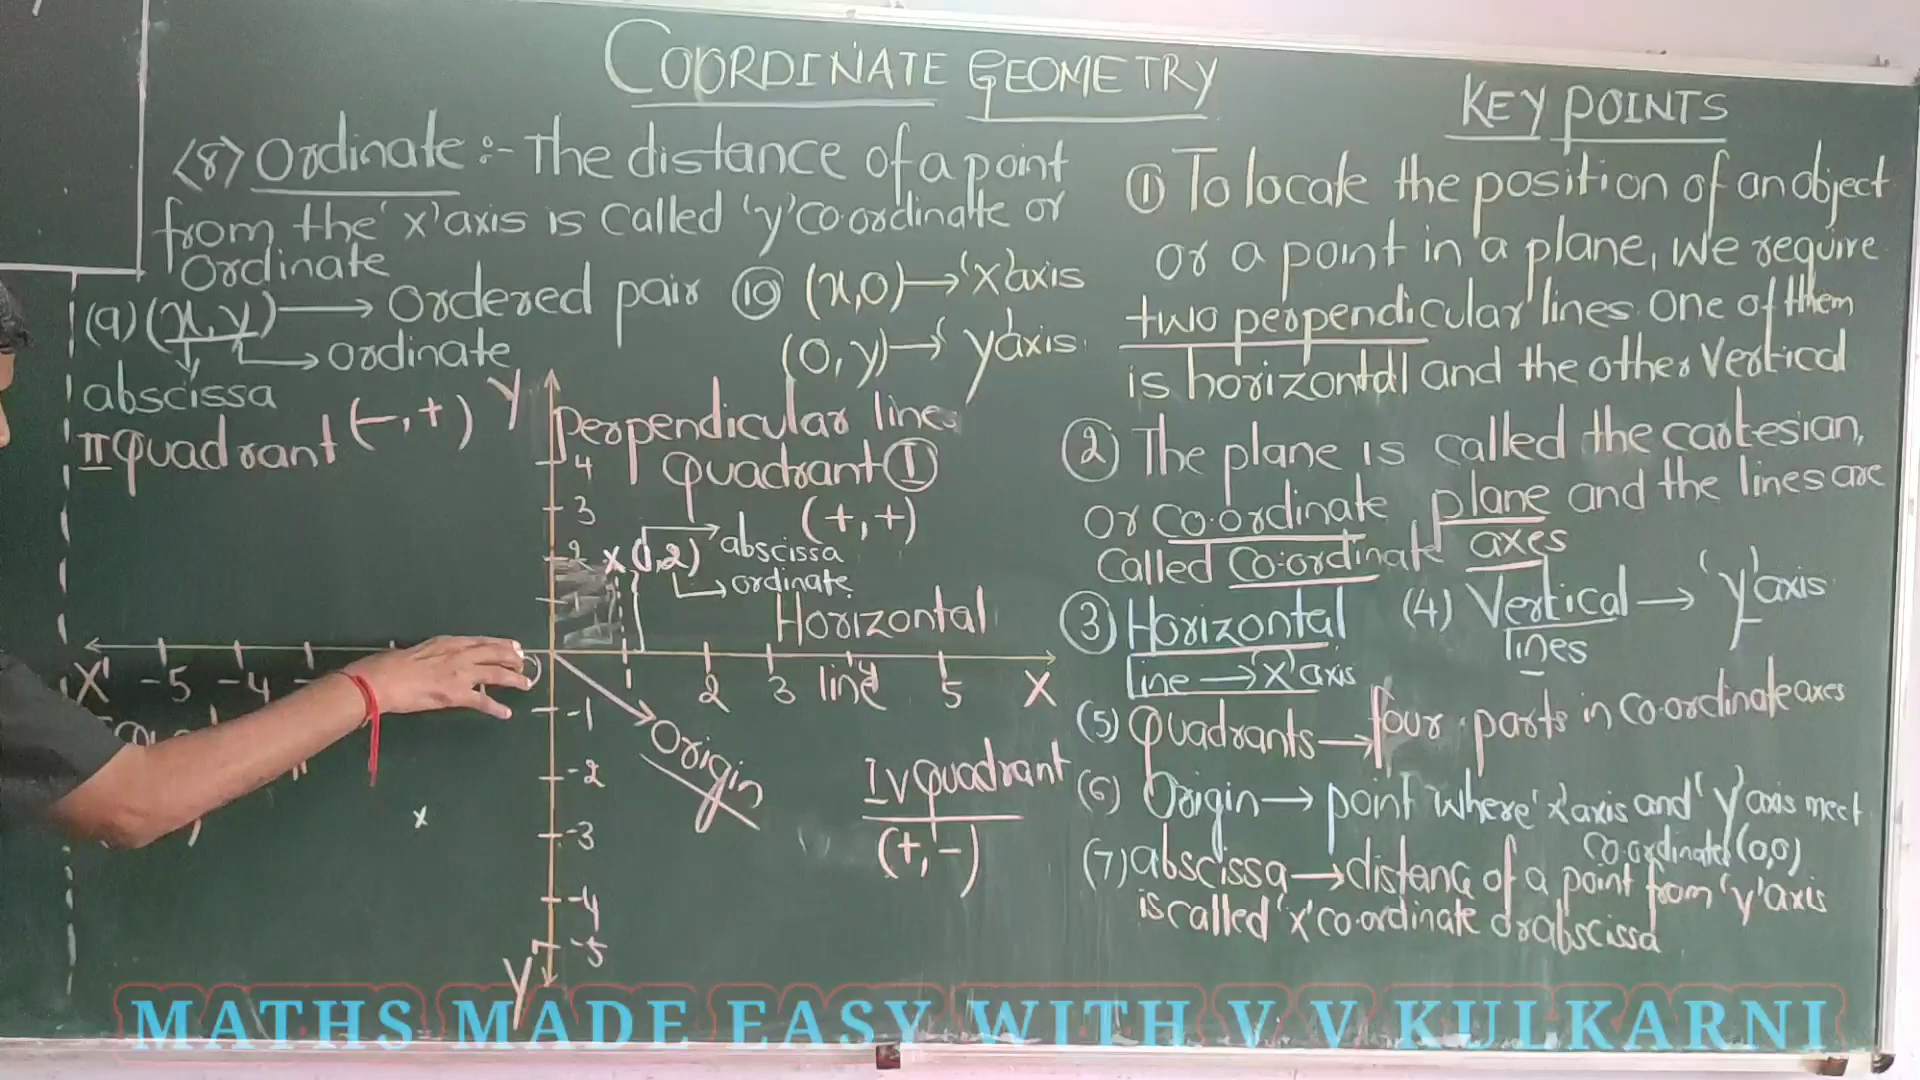 COORDINATE GEOMETRY
<8> Ordinate :- The distance of a point
from the 'x' axis is called 'y' co.ordinate or
Ordinate
(9) (x, y) → Ordered pair
→ ordinate
abscissa
⑩ (x,0) → 'x' axis
(0, y) → y'axis
II quadrant (-, +)
Y
Perpendicular lines
quadrant Ⓘ
(+, +)
4
3
2
1
x (1,2) → abscissa
→ ordinate
Horizontal
line
X' -5 -4
2 3 4 5 X
-1
-2
-3
-4
-5
Y'
Origin
x
IV quadrant
(+, -)
KEY POINTS
① To locate the position of an object
or a point in a plane, we require
two perpendicular lines. One of them
is horizontal and the other vertical
② The plane is called the cartesian,
or co.ordinate plane and the lines are
called co.ordinate axes
③ Horizontal
line → 'x' axis
(4) Vertical → 'y' axis
lines
(5) Quadrants → four parts in co.ordinate axes
(6) Origin → point where 'x' axis and 'y' axis meet
co.ordinates (0,0)
(7) abscissa → distance of a point from 'y' axis
is called 'x' co.ordinate or abscissa
MATHS MADE EASY WITH V V KULKARNI